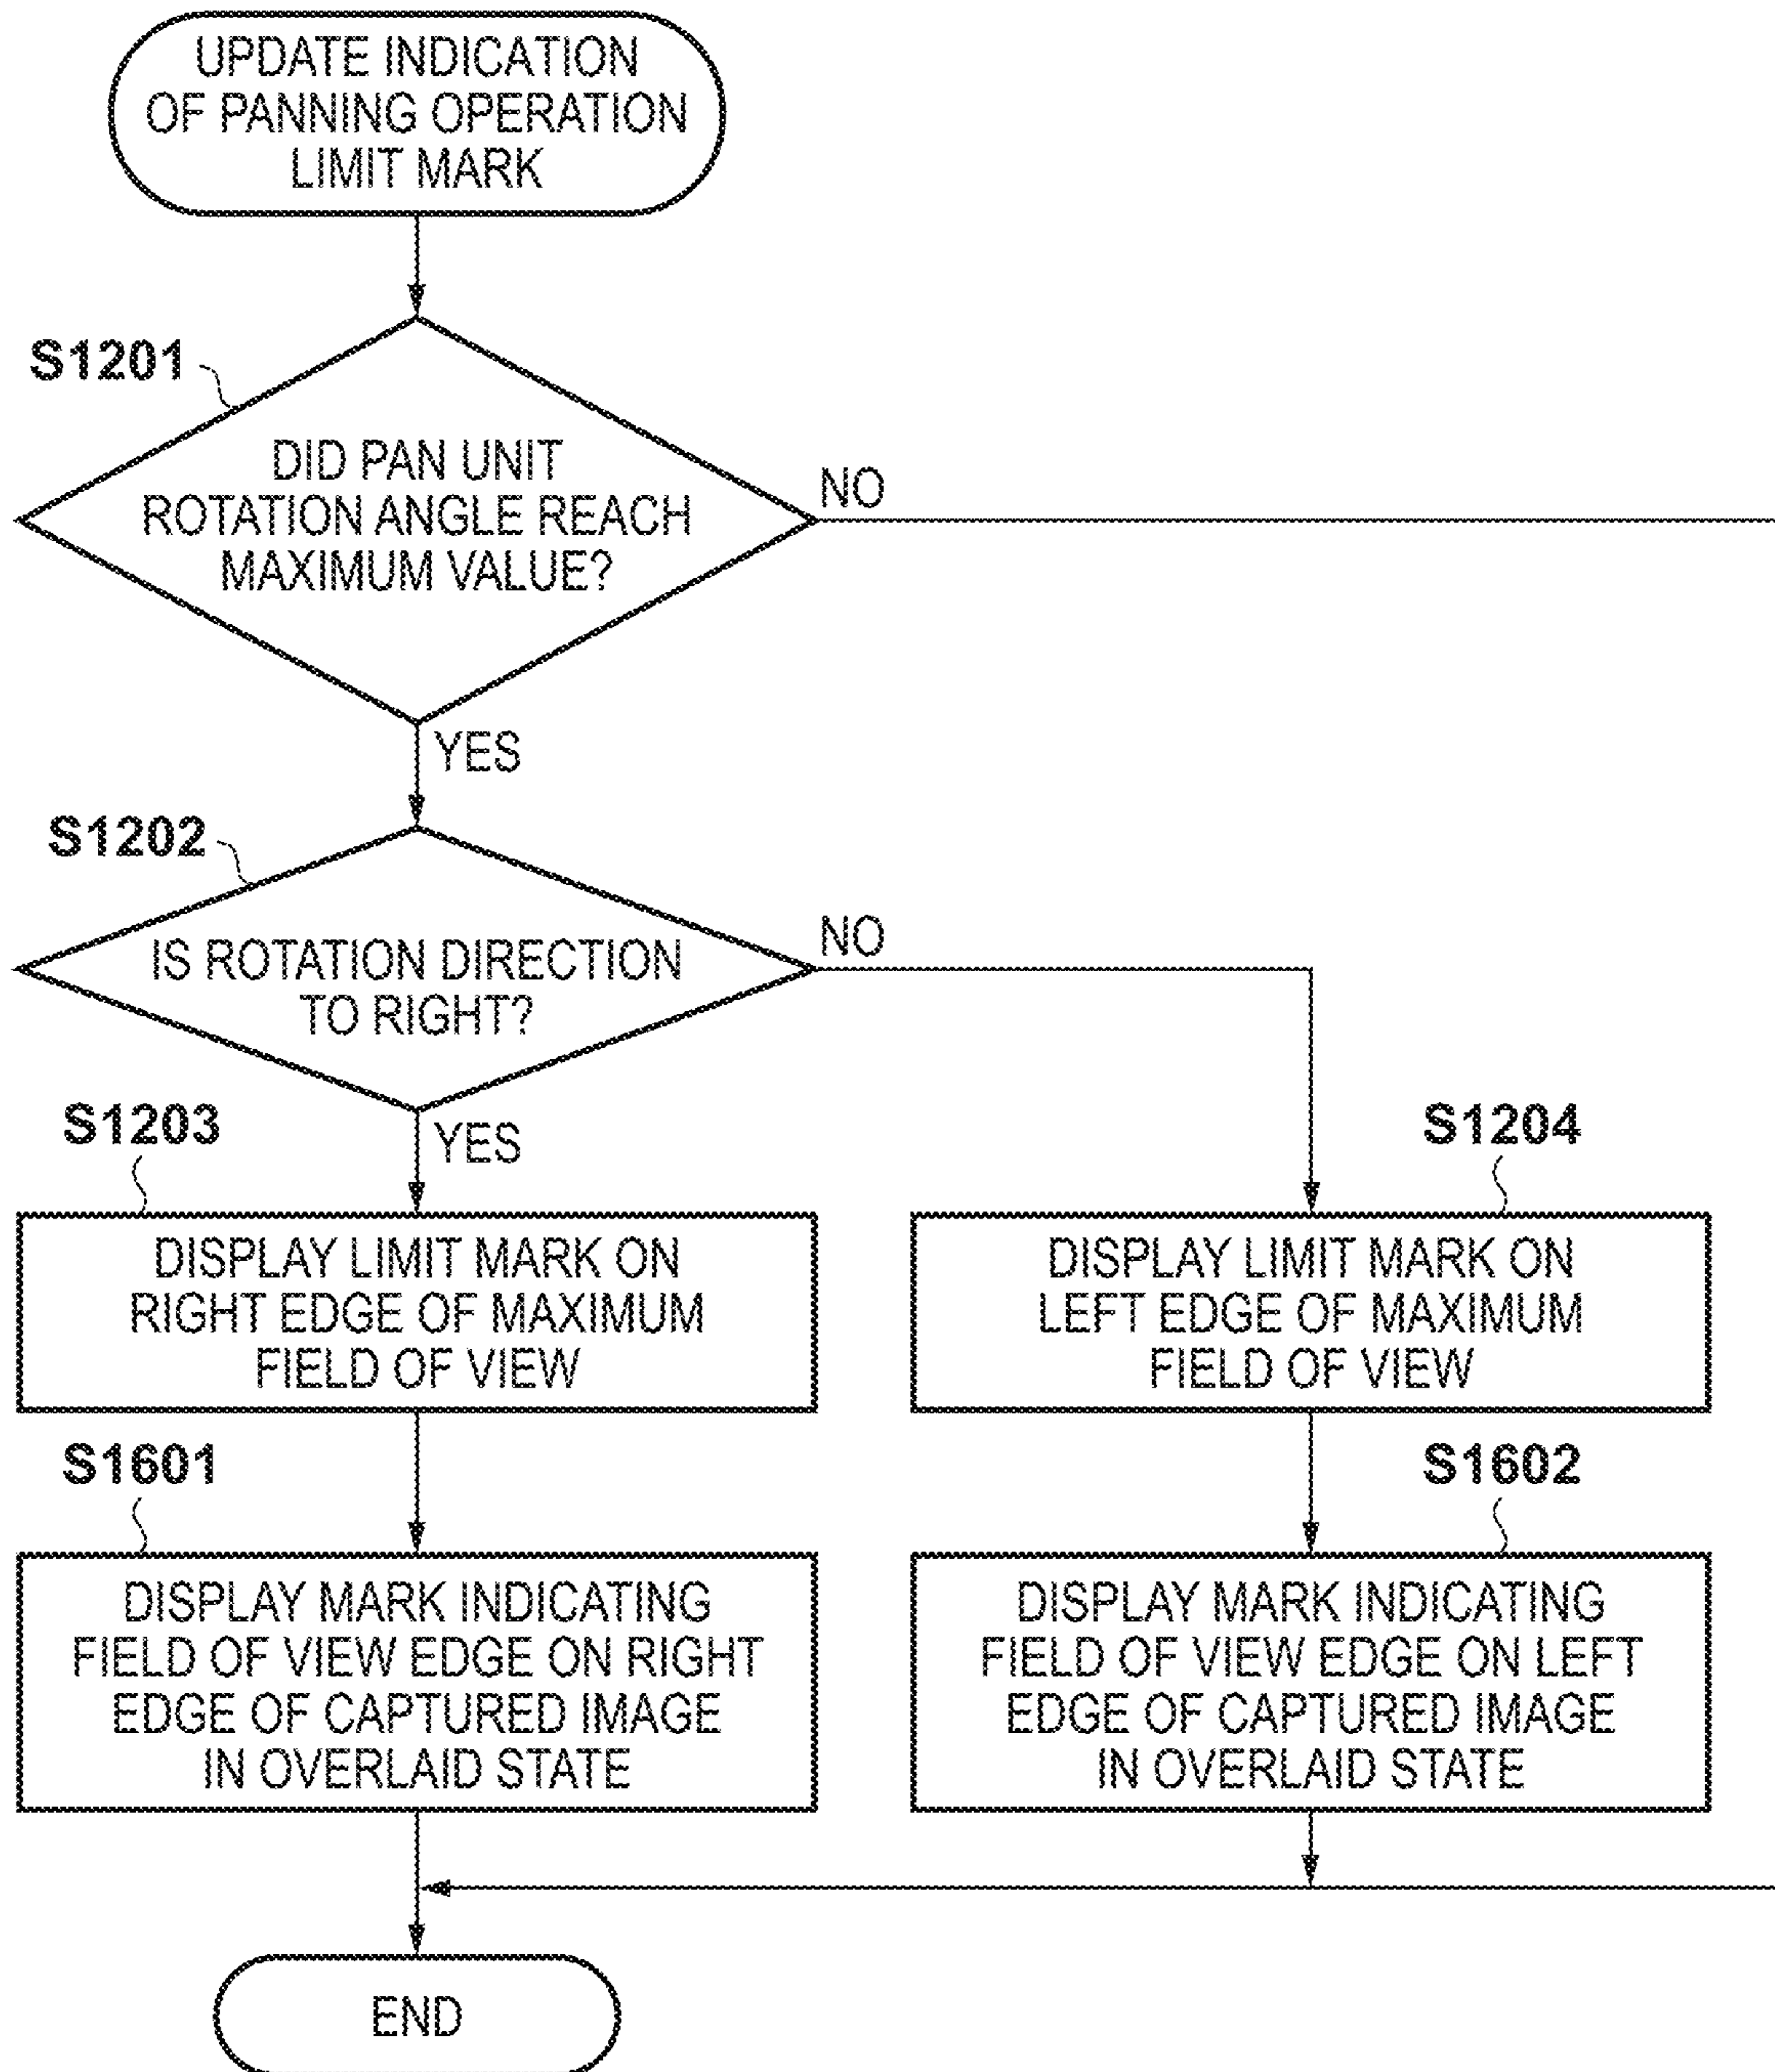 UPDATE INDICATION
OF PANNING OPERATION
LIMIT MARK
S1201
DID PAN UNIT
ROTATION ANGLE REACH
MAXIMUM VALUE?
NO
YES
S1202
IS ROTATION DIRECTION
TO RIGHT?
NO
YES
S1203
DISPLAY LIMIT MARK ON
RIGHT EDGE OF MAXIMUM
FIELD OF VIEW
S1204
DISPLAY LIMIT MARK ON
LEFT EDGE OF MAXIMUM
FIELD OF VIEW
S1601
DISPLAY MARK INDICATING
FIELD OF VIEW EDGE ON RIGHT
EDGE OF CAPTURED IMAGE
IN OVERLAID STATE
S1602
DISPLAY MARK INDICATING
FIELD OF VIEW EDGE ON LEFT
EDGE OF CAPTURED IMAGE
IN OVERLAID STATE
END